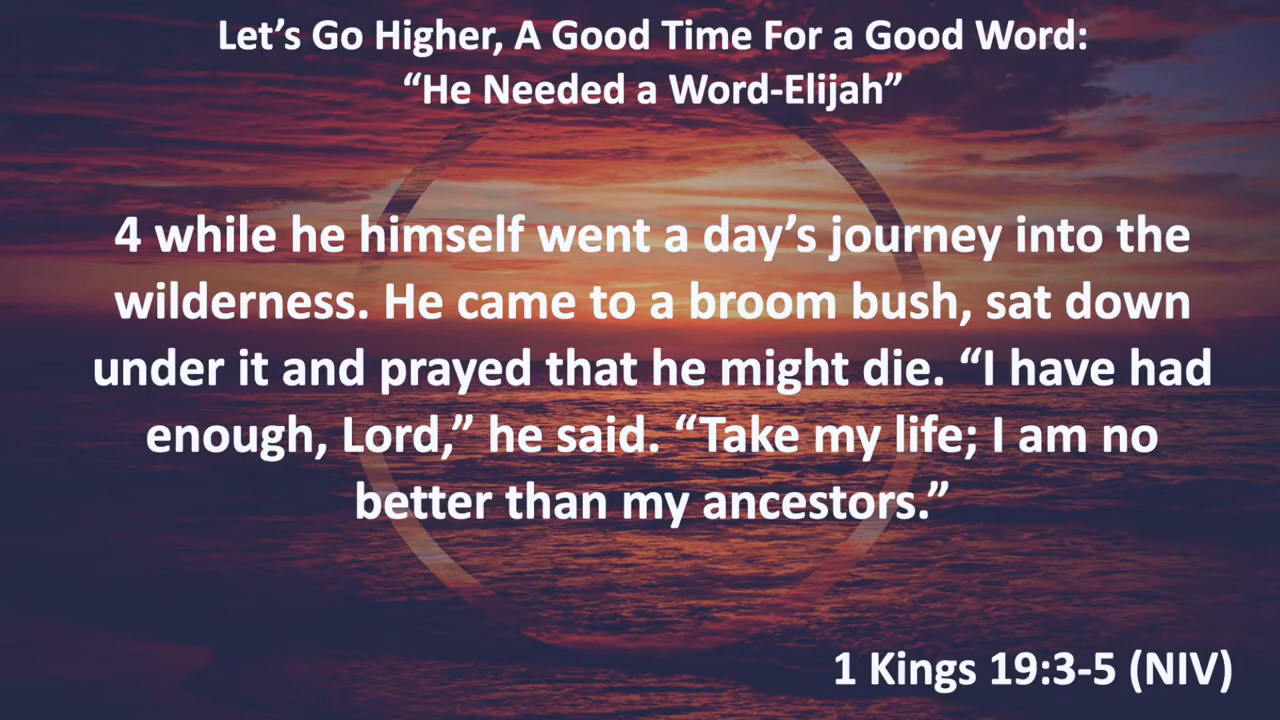 Let’s Go Higher, A Good Time For a Good Word:
“He Needed a Word-Elijah”
4 while he himself went a day’s journey into the
wilderness. He came to a broom bush, sat down
under it and prayed that he might die. “I have had
enough, Lord,” he said. “Take my life; I am no
better than my ancestors.”
1 Kings 19:3-5 (NIV)